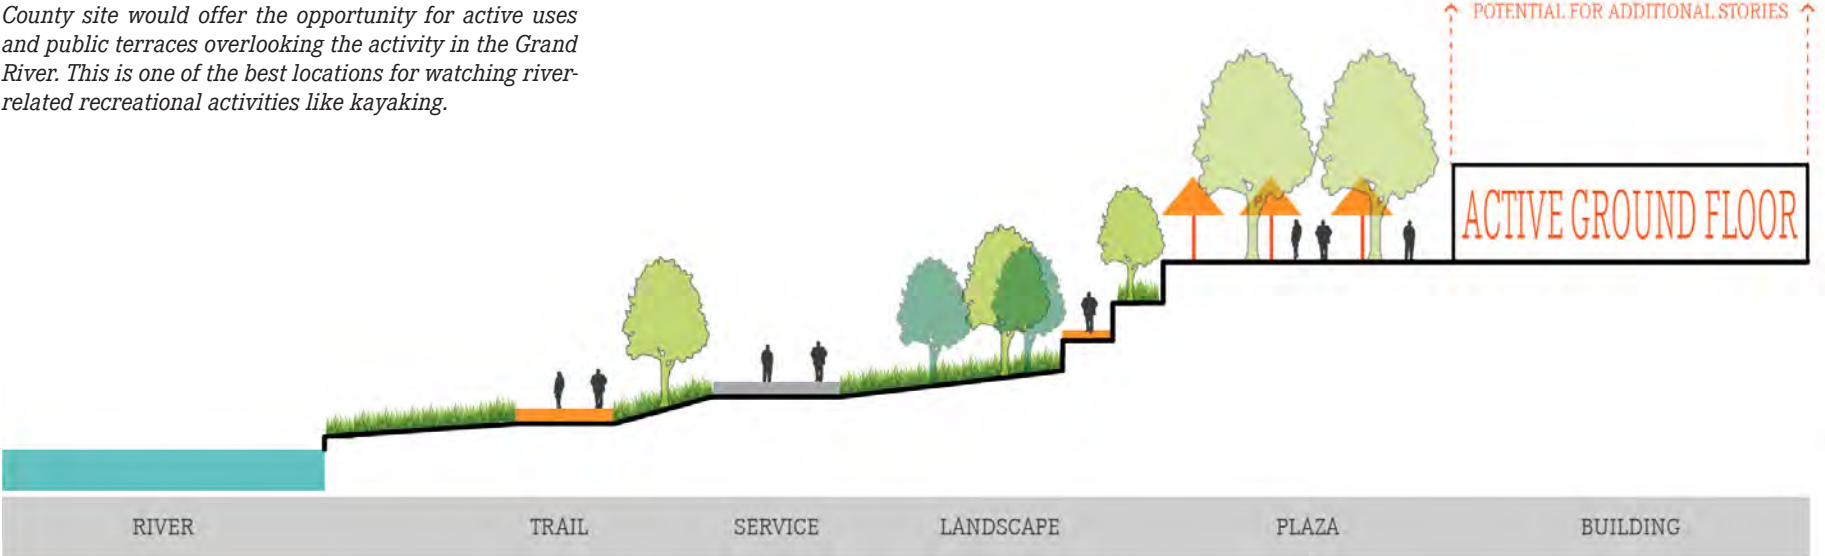 County site would offer the opportunity for active uses
and public terraces overlooking the activity in the Grand
River. This is one of the best locations for watching river-
related recreational activities like kayaking.
POTENTIAL FOR ADDITIONAL STORIES
ACTIVE GROUND FLOOR
RIVER TRAIL SERVICE LANDSCAPE PLAZA BUILDING